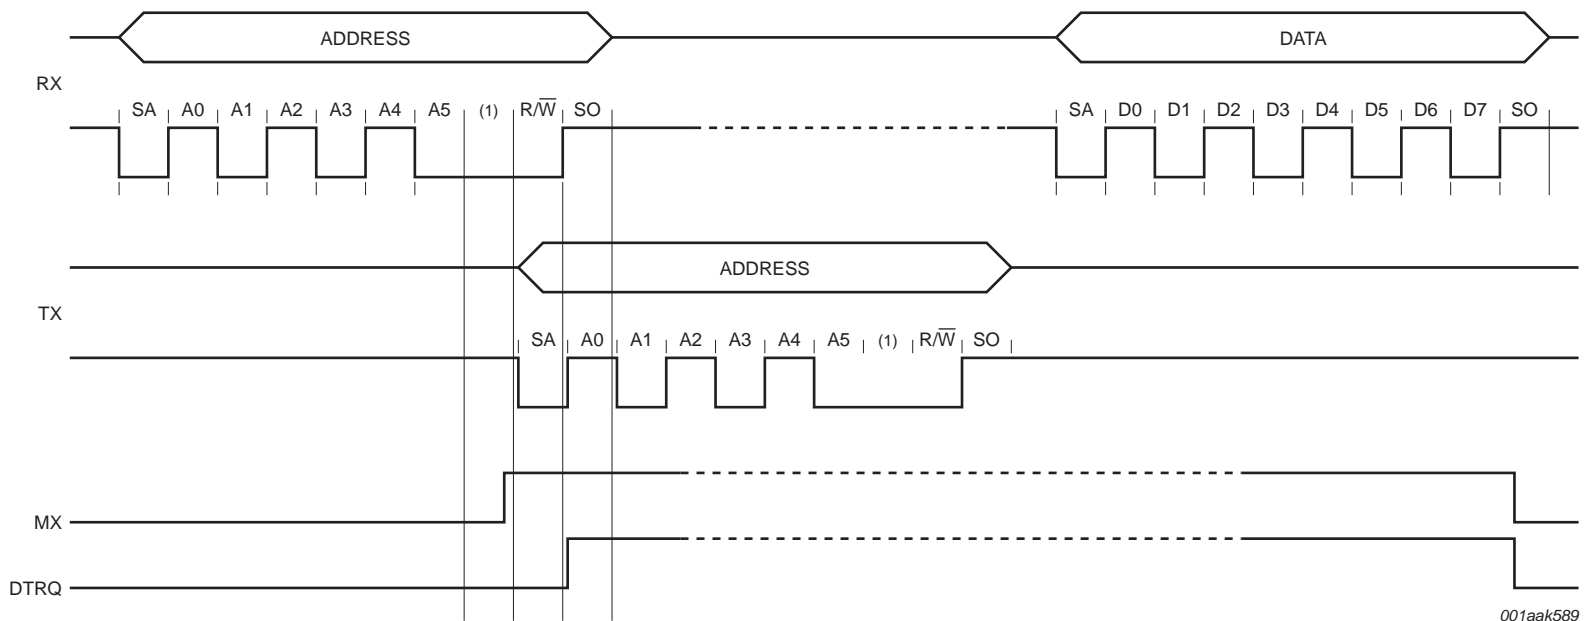 ADDRESS DATA
RX
SA A0 A1 A2 A3 A4 A5 (1) R/W̅ SO SA D0 D1 D2 D3 D4 D5 D6 D7 SO
ADDRESS
TX
SA A0 A1 A2 A3 A4 A5 (1) R/W̅ SO
MX
DTRQ
001aak589